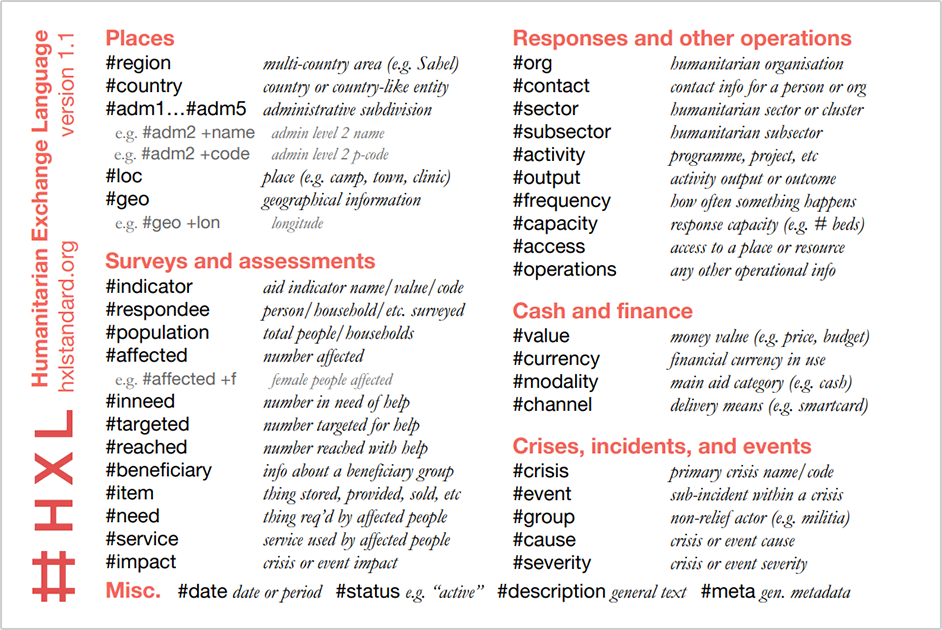 #HXL
Humanitarian Exchange Language
version 1.1
hxlstandard.org
Places
#region multi-country area (e.g. Sahel)
#country country or country-like entity
#adm1…#adm5 administrative subdivision
e.g. #adm2 +name admin level 2 name
e.g. #adm2 +code admin level 2 p-code
#loc place (e.g. camp, town, clinic)
#geo geographical information
e.g. #geo +lon longitude
Surveys and assessments
#indicator aid indicator name/value/code
#respondee person/household/etc. surveyed
#population total people/households
#affected number affected
e.g. #affected +f female people affected
#inneed number in need of help
#targeted number targeted for help
#reached number reached with help
#beneficiary info about a beneficiary group
#item thing stored, provided, sold, etc
#need thing req'd by affected people
#service service used by affected people
#impact crisis or event impact
Responses and other operations
#org humanitarian organisation
#contact contact info for a person or org
#sector humanitarian sector or cluster
#subsector humanitarian subsector
#activity programme, project, etc
#output activity output or outcome
#frequency how often something happens
#capacity response capacity (e.g. # beds)
#access access to a place or resource
#operations any other operational info
Cash and finance
#value money value (e.g. price, budget)
#currency financial currency in use
#modality main aid category (e.g. cash)
#channel delivery means (e.g. smartcard)
Crises, incidents, and events
#crisis primary crisis name/code
#event sub-incident within a crisis
#group non-relief actor (e.g. militia)
#cause crisis or event cause
#severity crisis or event severity
Misc. #date date or period #status e.g. “active” #description general text #meta gen. metadata